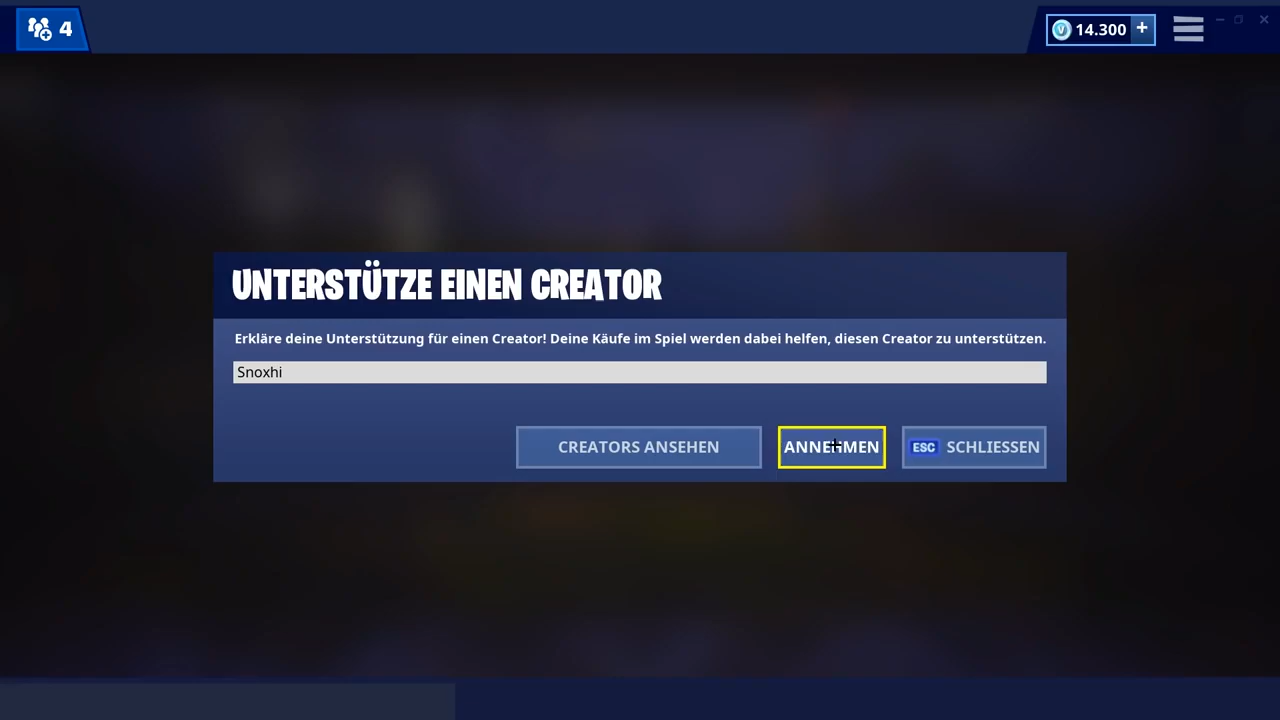 4
14.300 +
UNTERSTÜTZE EINEN CREATOR
Erkläre deine Unterstützung für einen Creator! Deine Käufe im Spiel werden dabei helfen, diesen Creator zu unterstützen.
Snoxhi
CREATORS ANSEHEN
ANNEHMEN
ESC SCHLIESSEN